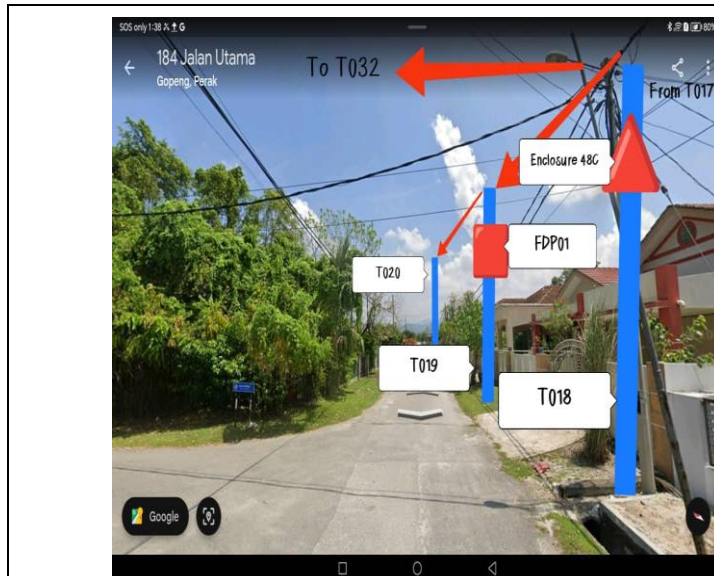 SOS only 1:38
G
80%
184 Jalan Utama
Gopeng, Perak
To T032
From T017
Enclosure 48C
FDP01
T020
T019
T018
Google